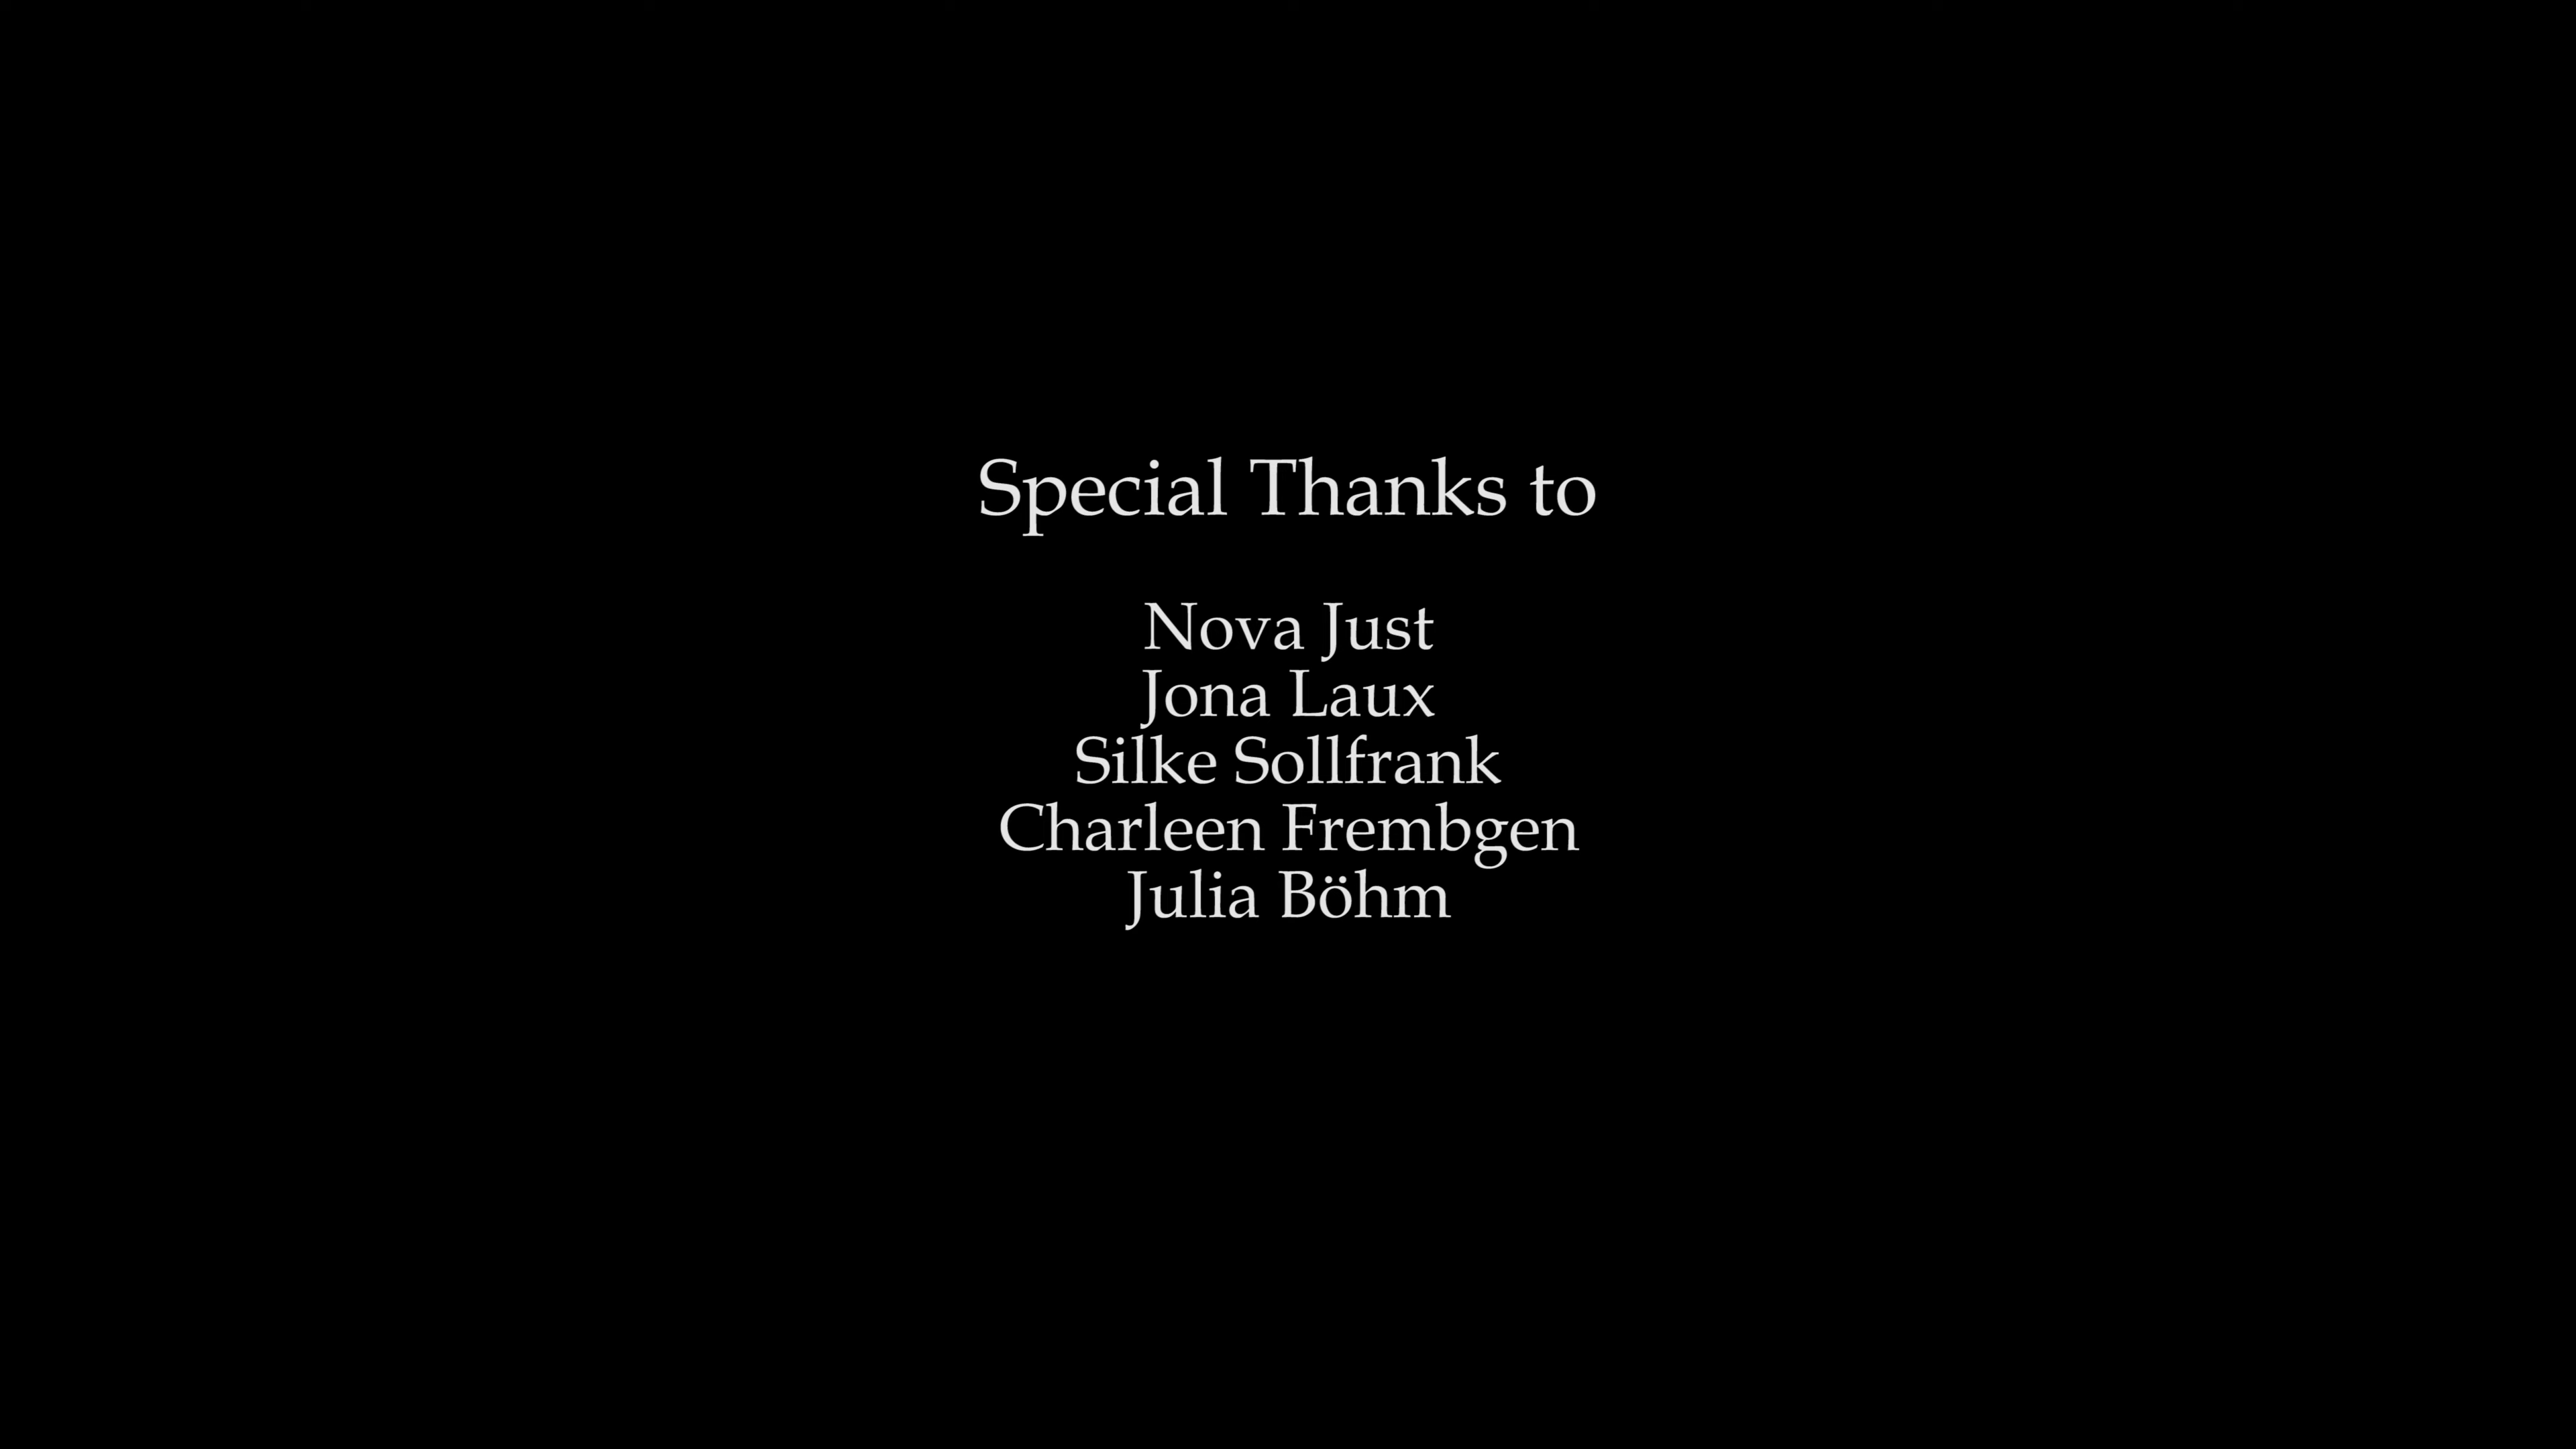 Special Thanks to
Nova Just
Jona Laux
Silke Sollfrank
Charleen Frembgen
Julia Böhm